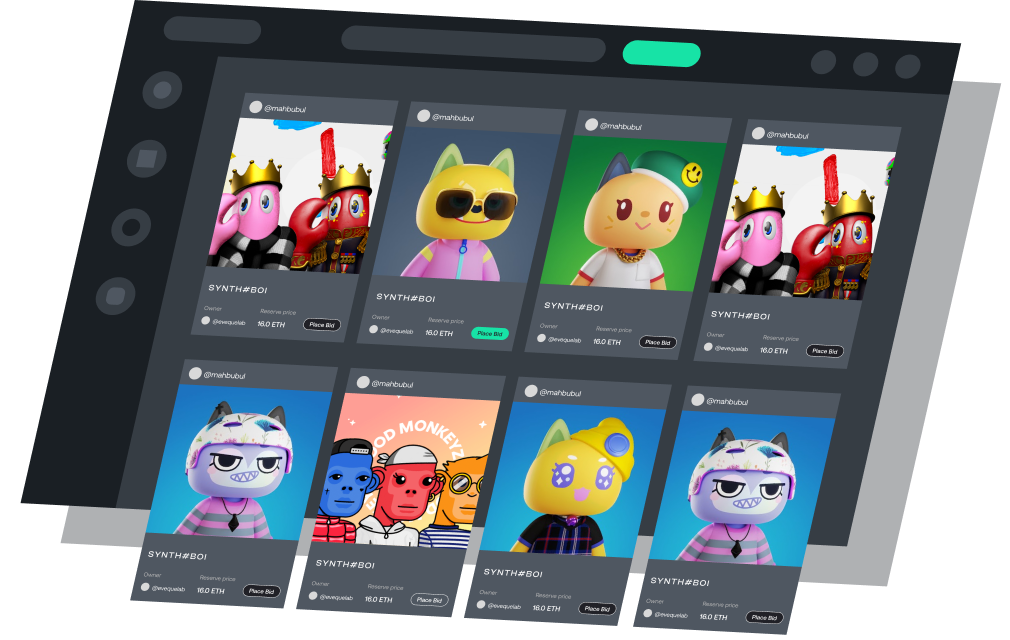 @mahbubul
SYNTH#BOI
Owner
Reserve price
@evequelab
16.0 ETH
Place Bid
@mahbubul
SYNTH#BOI
Owner
Reserve price
@evequelab
16.0 ETH
Place Bid
@mahbubul
SYNTH#BOI
Owner
Reserve price
@evequelab
16.0 ETH
Place Bid
@mahbubul
SYNTH#BOI
Owner
Reserve price
@evequelab
16.0 ETH
Place Bid
@mahbubul
SYNTH#BOI
Owner
Reserve price
@evequelab
16.0 ETH
Place Bid
@mahbubul
OD MONKEYZ
SYNTH#BOI
Owner
Reserve price
@evequelab
16.0 ETH
Place Bid
@mahbubul
SYNTH#BOI
Owner
Reserve price
@evequelab
16.0 ETH
Place Bid
@mahbubul
SYNTH#BOI
Owner
Reserve price
@evequelab
16.0 ETH
Place Bid